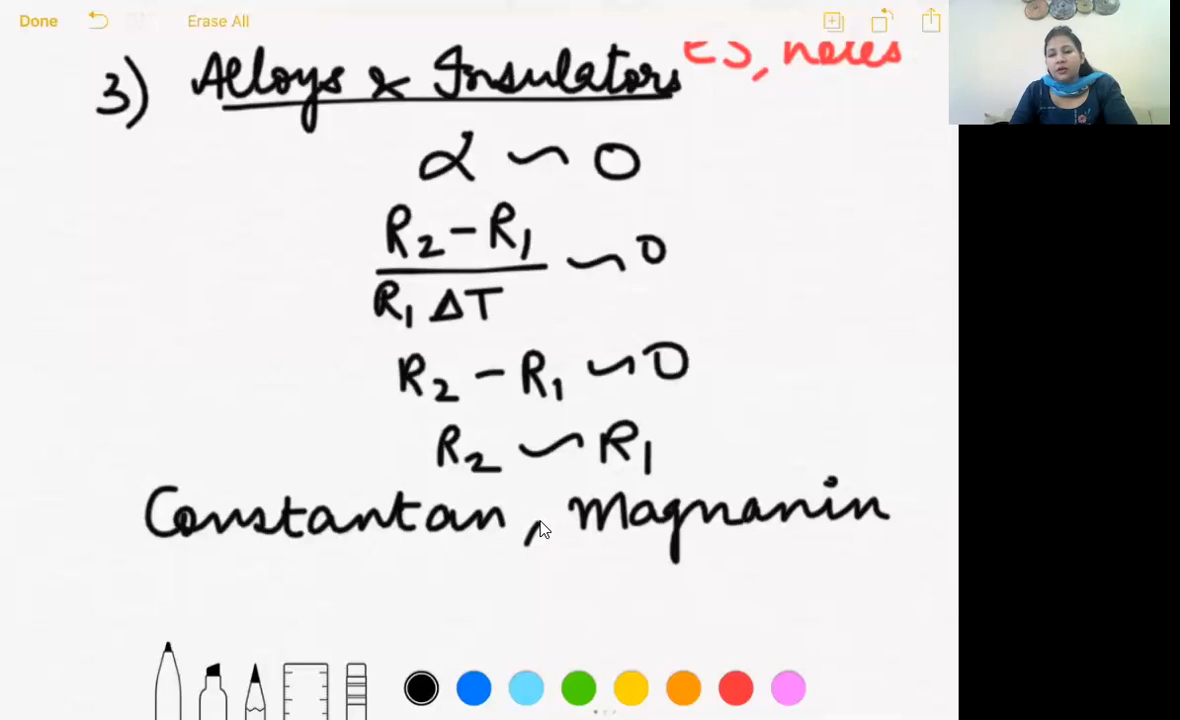 Done Erase All
3) Alloys & Insulators
α ∽ 0
R₂ − R₁ / R₁ ΔT ∽ 0
R₂ − R₁ ∽ 0
R₂ ∽ R₁
Constantan, Magnanin